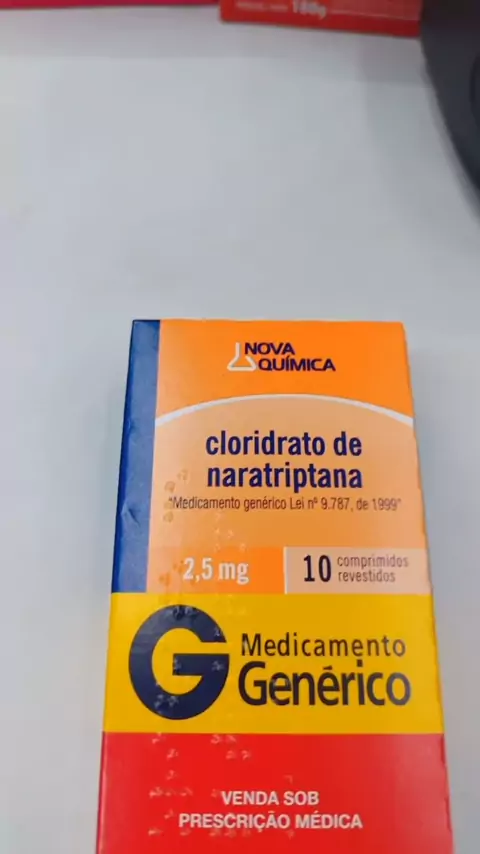 180g
NOVA
QUÍMICA
cloridrato de
naratriptana
"Medicamento genérico Lei nº 9.787, de 1999"
2,5 mg
10 comprimidos
revestidos
G Medicamento
Genérico
VENDA SOB
PRESCRIÇÃO MÉDICA